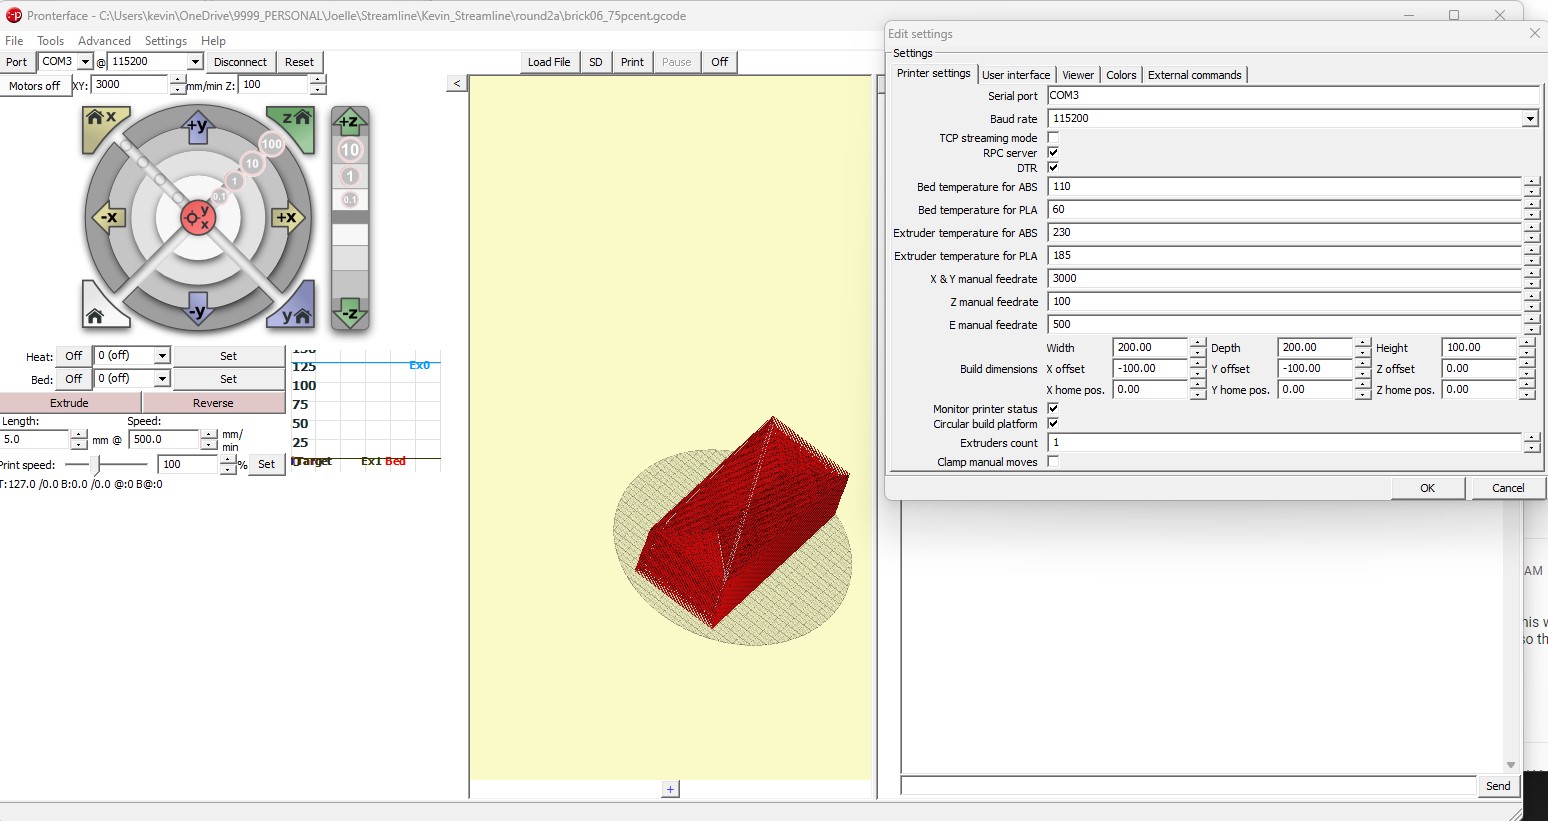 Pronterface - C:\Users\kevin\OneDrive\9999_PERSONAL\Joelle\Streamline\Kevin_Streamline\round2a\brick06_75pcent.gcode
File Tools Advanced Settings Help
Port COM3 @ 115200 Disconnect Reset
Load File SD Print Pause Off
Motors off XY: 3000 mm/min Z: 100
<
x +y z
100
10
1
0.1
-x y x +x
-y y
+z
10
1
0.1
-z
Heat: Off 0 (off) Set
Bed: Off 0 (off) Set
Extrude Reverse
Length: Speed:
5.0 mm @ 500.0 mm/
min
Print speed: 100 % Set
T:127.0 /0.0 B:0.0 /0.0 @:0 B@:0
150
125 Ex0
100
75
50
25
Target Ex1 Bed
+
Edit settings
Settings
Printer settings User interface Viewer Colors External commands
Serial port COM3
Baud rate 115200
TCP streaming mode
RPC server
DTR
Bed temperature for ABS 110
Bed temperature for PLA 60
Extruder temperature for ABS 230
Extruder temperature for PLA 185
X & Y manual feedrate 3000
Z manual feedrate 100
E manual feedrate 500
Width 200.00 Depth 200.00 Height 100.00
Build dimensions X offset -100.00 Y offset -100.00 Z offset 0.00
X home pos. 0.00 Y home pos. 0.00 Z home pos. 0.00
Monitor printer status
Circular build platform
Extruders count 1
Clamp manual moves
OK Cancel
AM
so th
Send